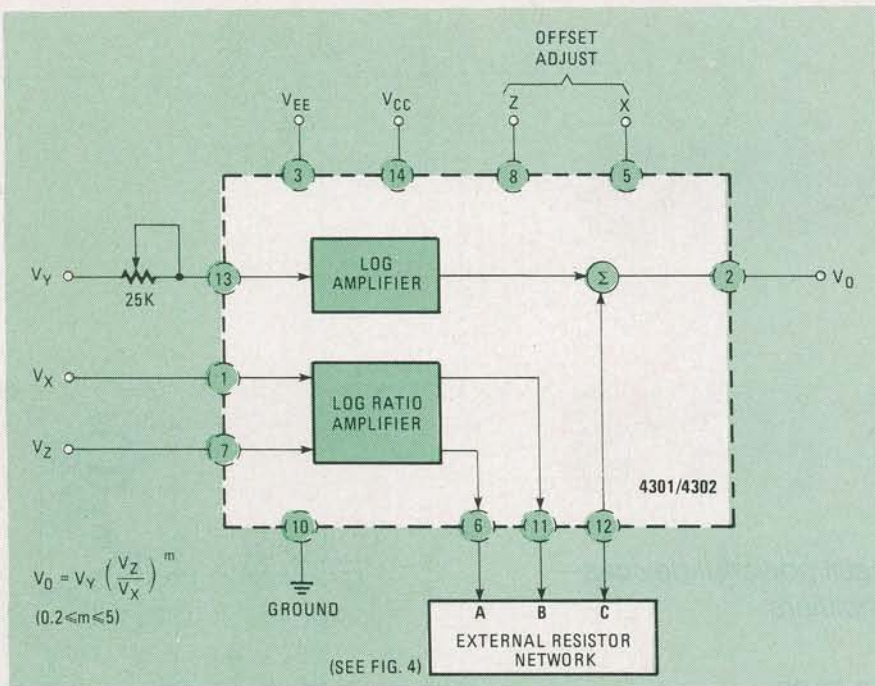 OFFSET
ADJUST
V_EE
V_CC
Z
X
3
14
8
5
V_Y
25K
13
LOG
AMPLIFIER
Σ
2
V_O
V_X
1
LOG RATIO
AMPLIFIER
V_Z
7
4301/4302
10
6
11
12
V_O = V_Y (V_Z/V_X)^m
(0.2≤m≤5)
GROUND
A B C
EXTERNAL RESISTOR
NETWORK
(SEE FIG. 4)